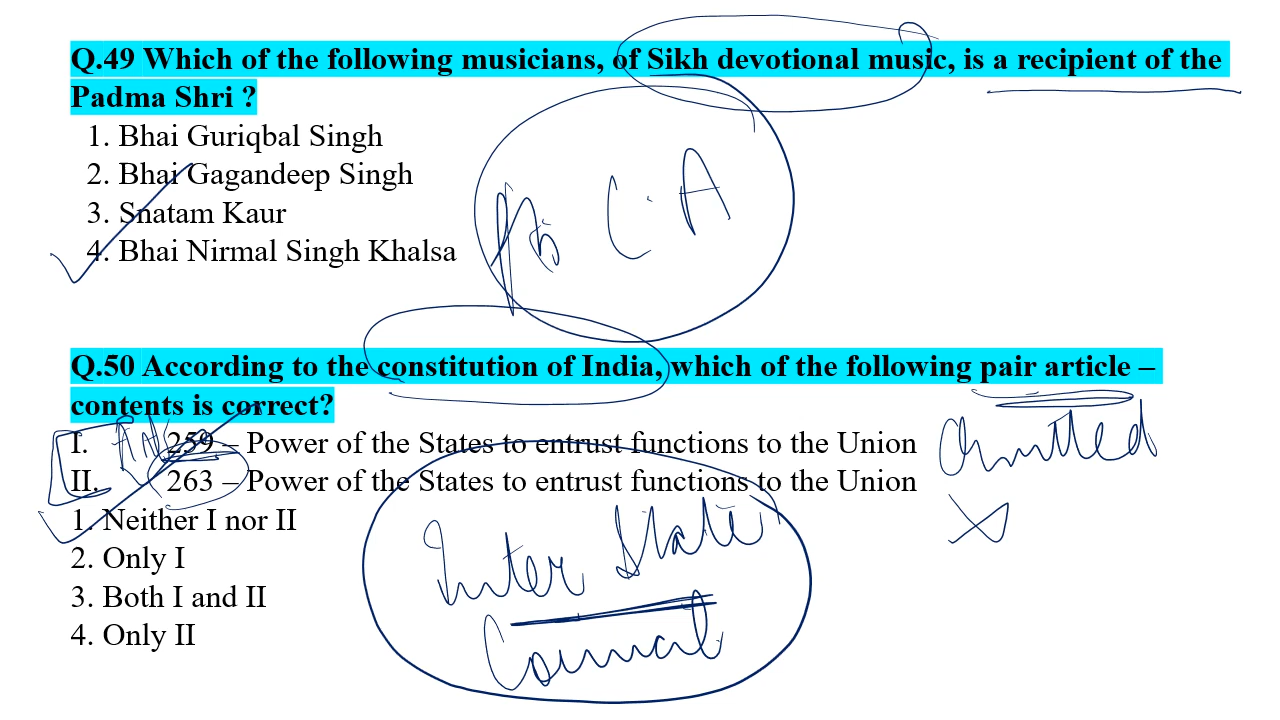 Q.49 Which of the following musicians, of Sikh devotional music, is a recipient of the
Padma Shri ?
1. Bhai Guriqbal Singh
2. Bhai Gagandeep Singh
3. Snatam Kaur
4. Bhai Nirmal Singh Khalsa
C.A
Q.50 According to the constitution of India, which of the following pair article –
contents is correct?
I. 259 – Power of the States to entrust functions to the Union
Omitted
II. 263 – Power of the States to entrust functions to the Union
1. Neither I nor II
2. Only I
3. Both I and II
4. Only II
Inter State
Council